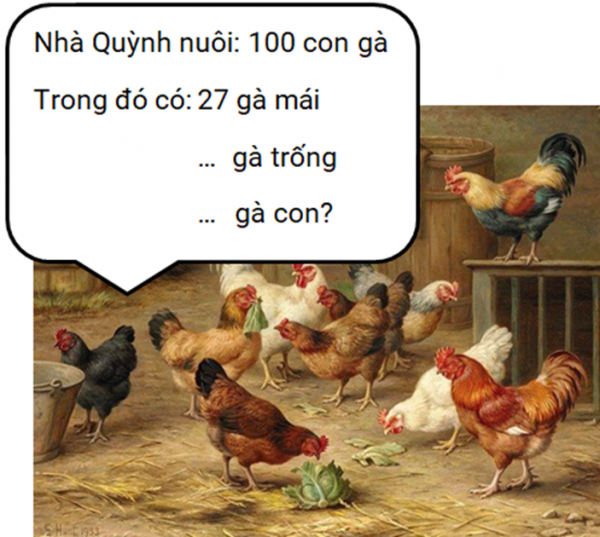 Nhà Quỳnh nuôi: 100 con gà
Trong đó có: 27 gà mái
... gà trống
... gà con?